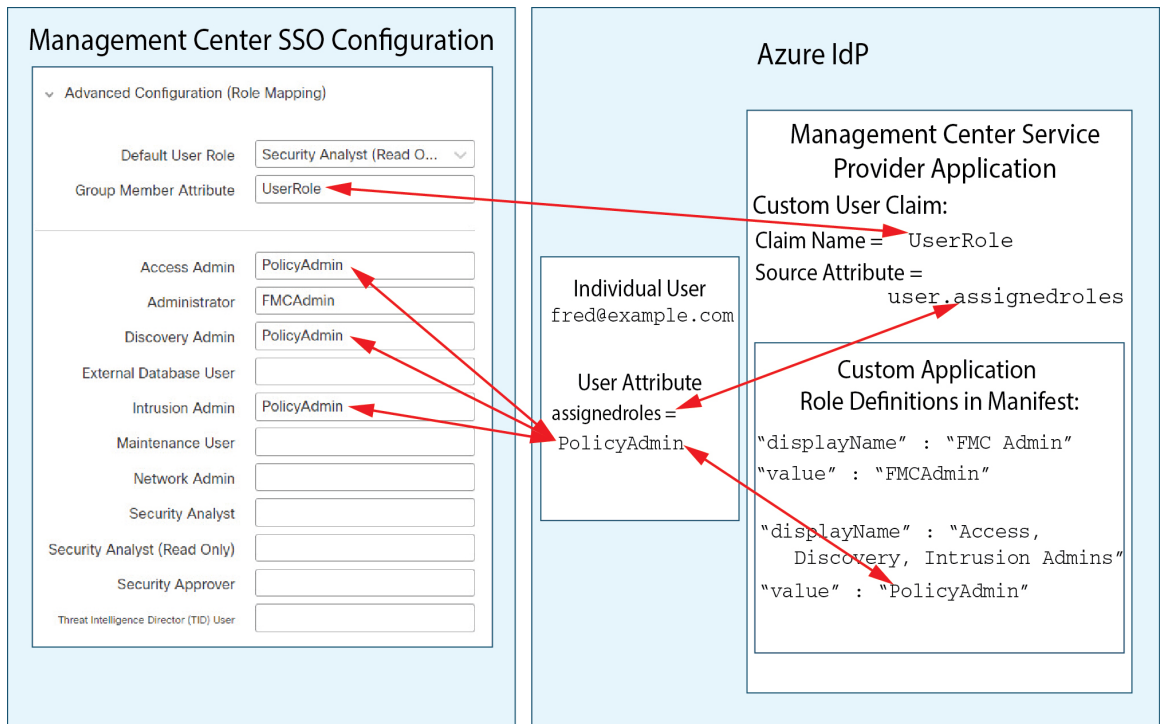 Management Center SSO Configuration
Advanced Configuration (Role Mapping)
Default User Role Security Analyst (Read O...
Group Member Attribute UserRole
Access Admin PolicyAdmin
Administrator FMCAdmin
Discovery Admin PolicyAdmin
External Database User
Intrusion Admin PolicyAdmin
Maintenance User
Network Admin
Security Analyst
Security Analyst (Read Only)
Security Approver
Threat Intelligence Director (TID) User
Azure IdP
Individual User
fred@example.com
User Attribute
assignedroles =
PolicyAdmin
Management Center Service
Provider Application
Custom User Claim:
Claim Name = UserRole
Source Attribute =
user.assignedroles
Custom Application
Role Definitions in Manifest:
“displayName” : “FMC Admin”
“value” : “FMCAdmin”
“displayName” : “Access,
Discovery, Intrusion Admins”
“value” : “PolicyAdmin”